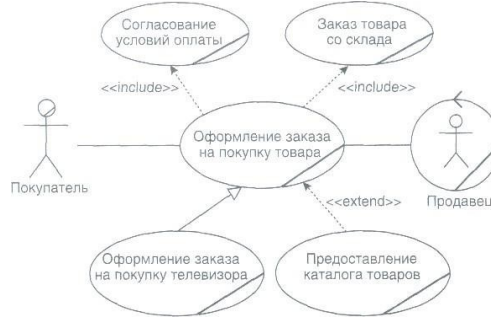 Согласование
условий оплаты
Заказ товара
со склада
<<include>>
<<include>>
Оформление заказа
на покупку товара
Покупатель
Продавец
<<extend>>
Оформление заказа
на покупку телевизора
Предоставление
каталога товаров